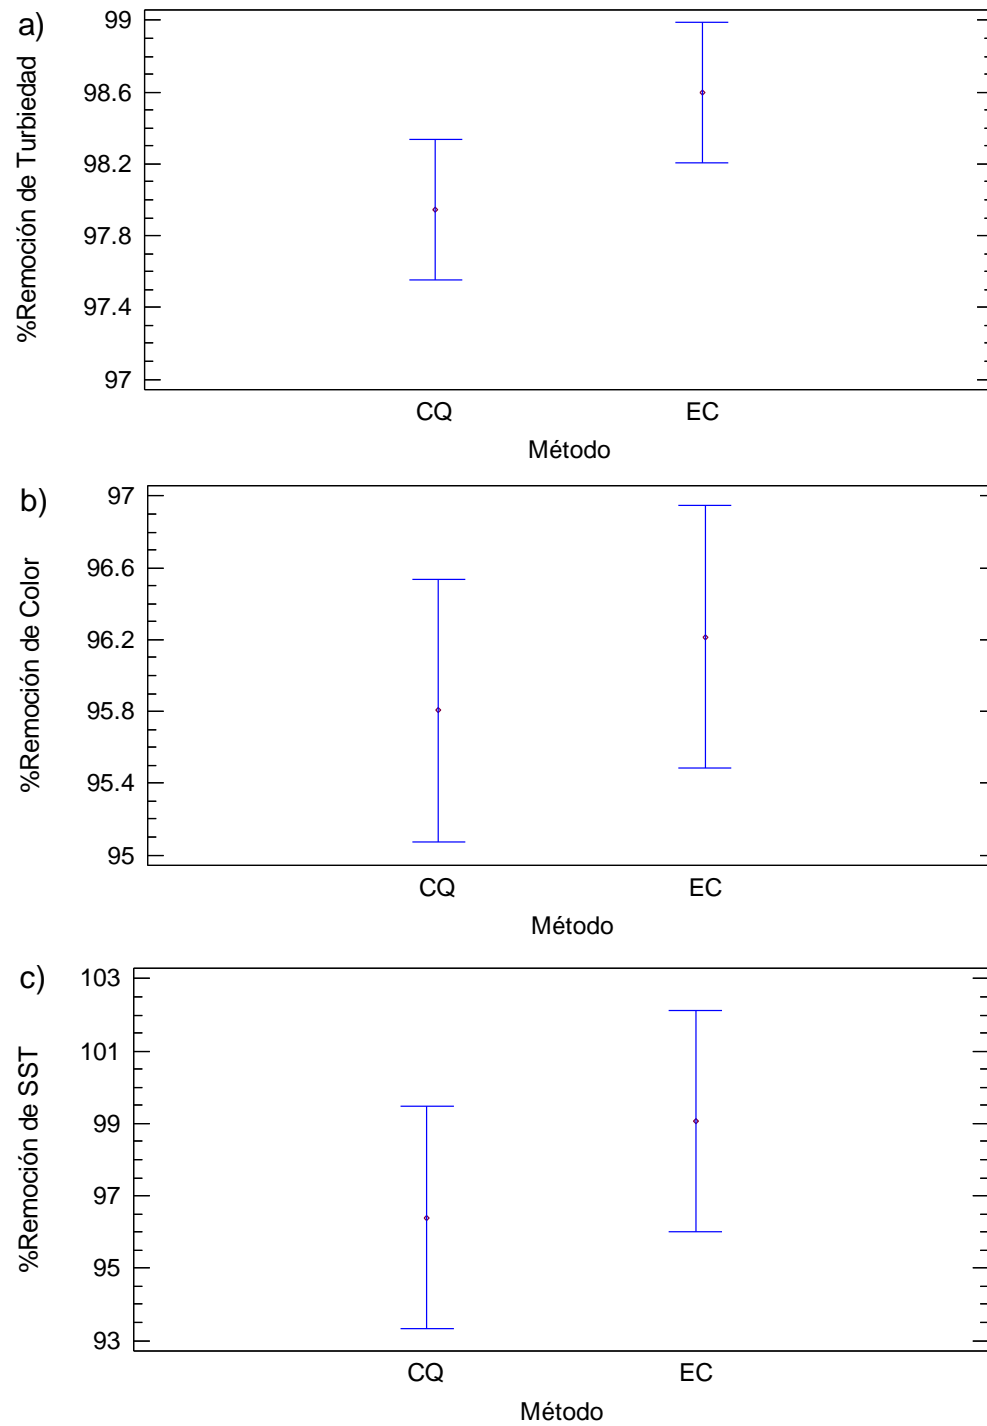 a)
%Remoción de Turbiedad
99
98.6
98.2
97.8
97.4
97
CQ EC
Método
b)
%Remoción de Color
97
96.6
96.2
95.8
95.4
95
CQ EC
Método
c)
%Remoción de SST
103
101
99
97
95
93
CQ EC
Método